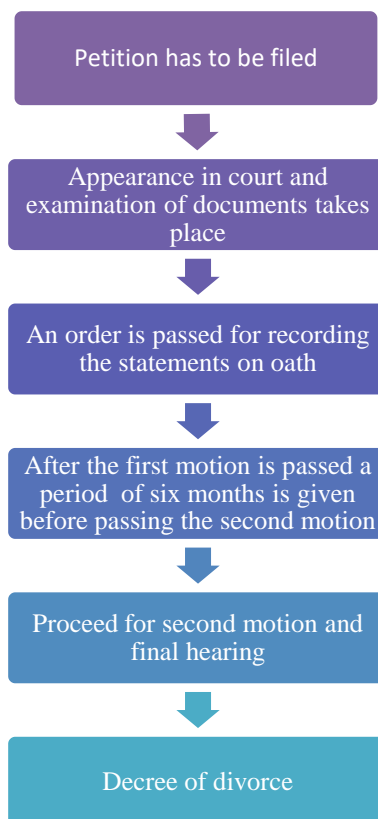 Petition has to be filed
Appearance in court and
examination of documents takes
place
An order is passed for recording
the statements on oath
After the first motion is passed a
period of six months is given
before passing the second motion
Proceed for second motion and
final hearing
Decree of divorce